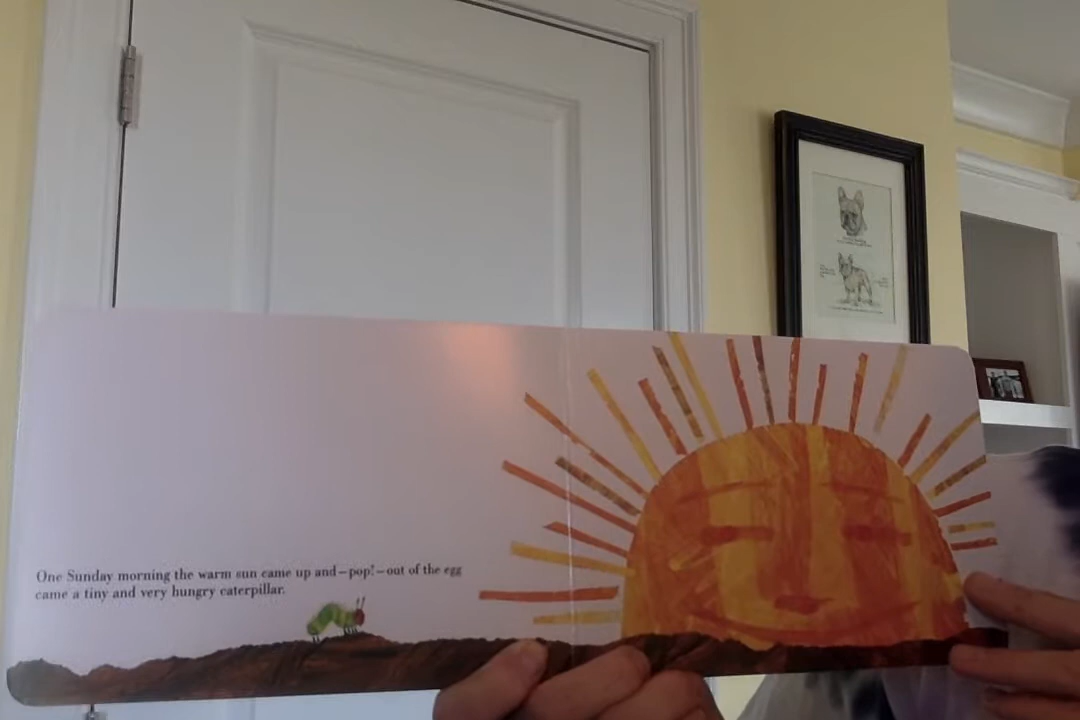 One Sunday morning the warm sun came up and – pop! – out of the egg
came a tiny and very hungry caterpillar.